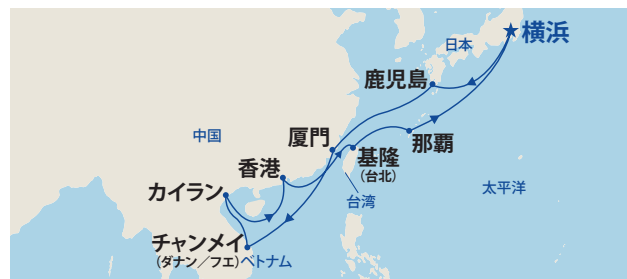 横浜
日本
鹿児島
厦門
中国
那覇
基隆
(台北)
香港
カイラン
太平洋
台湾
チャンメイ
(ダナン／フエ)
ベトナム